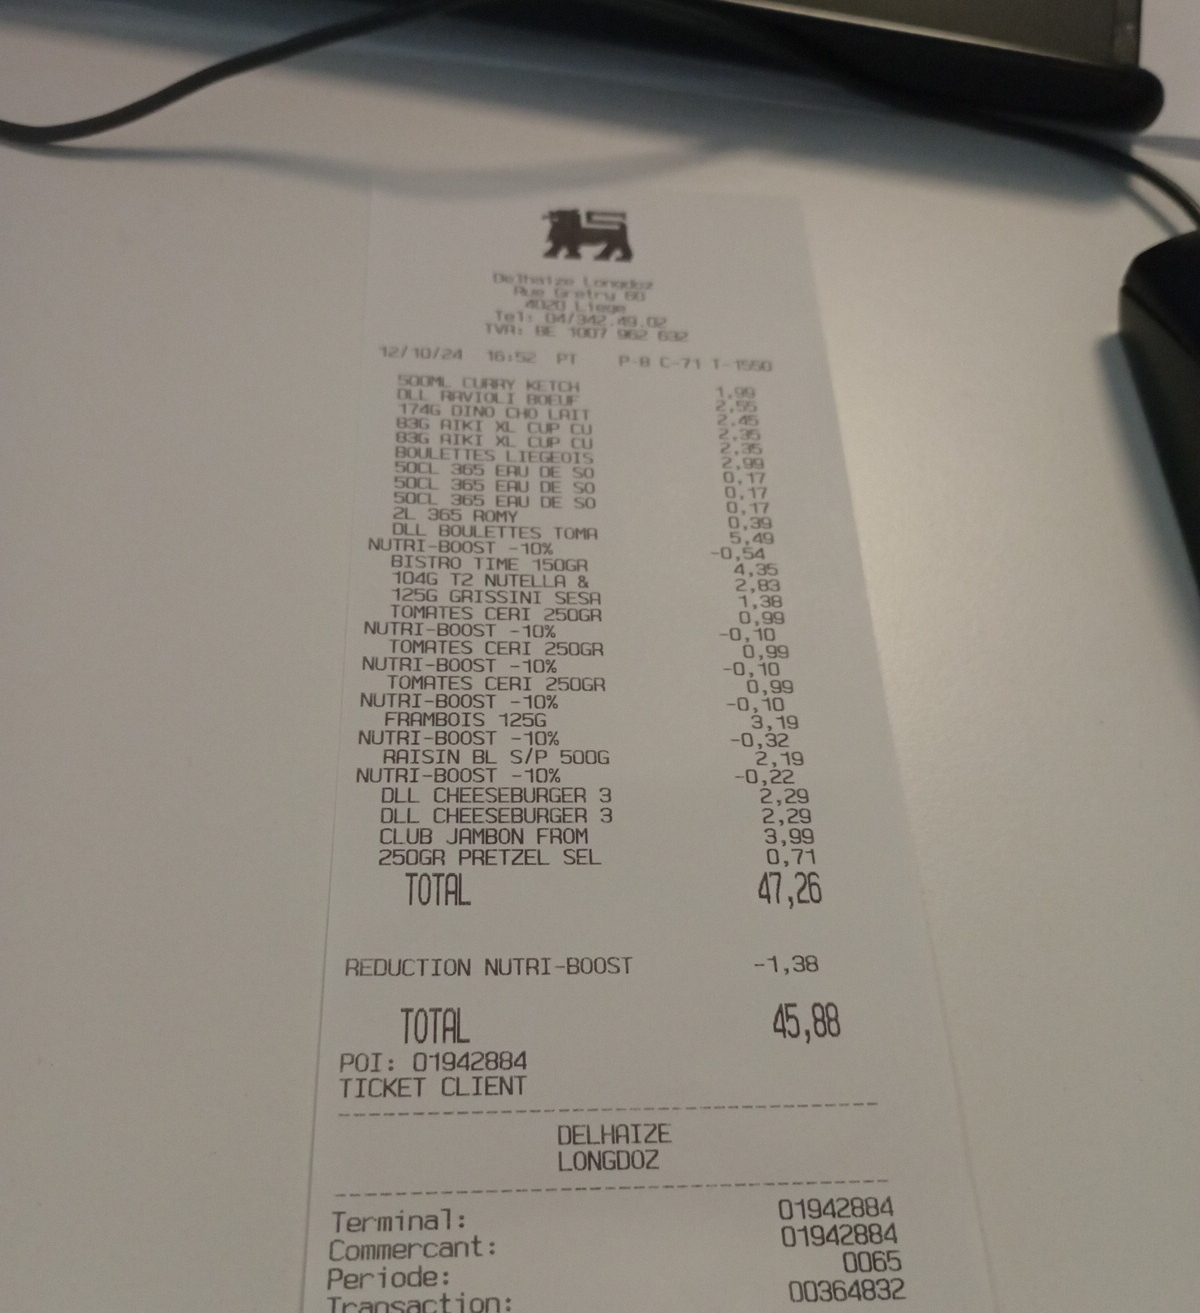 Delhaize Longdoz
Rue Gretry 60
4020 Liege
Tel: 04/342.49.02
TVA: BE 1007 962 632
12/10/24 16:52 PT P-8 C-71 T-1550
500ML CURRY KETCH 1,99
DLL RAVIOLI BOEUF 2,55
174G DINO CHO LAIT 2,45
83G AIKI XL CUP CU 2,35
83G AIKI XL CUP CU 2,35
BOULETTES LIEGEOIS 2,99
50CL 365 EAU DE SO 0,17
50CL 365 EAU DE SO 0,17
50CL 365 EAU DE SO 0,17
2L 365 ROMY 0,39
DLL BOULETTES TOMA 5,49
NUTRI-BOOST -10% -0,54
BISTRO TIME 150GR 4,35
104G T2 NUTELLA & 2,83
125G GRISSINI SESA 1,38
TOMATES CERI 250GR 0,99
NUTRI-BOOST -10% -0,10
TOMATES CERI 250GR 0,99
NUTRI-BOOST -10% -0,10
TOMATES CERI 250GR 0,99
NUTRI-BOOST -10% -0,10
FRAMBOIS 125G 3,19
NUTRI-BOOST -10% -0,32
RAISIN BL S/P 500G 2,19
NUTRI-BOOST -10% -0,22
DLL CHEESEBURGER 3 2,29
DLL CHEESEBURGER 3 2,29
CLUB JAMBON FROM 3,99
250GR PRETZEL SEL 0,71
TOTAL 47,26
REDUCTION NUTRI-BOOST -1,38
TOTAL 45,88
POI: 01942884
TICKET CLIENT
DELHAIZE
LONGDOZ
Terminal: 01942884
Commercant: 01942884
Periode: 0065
Transaction: 00364832